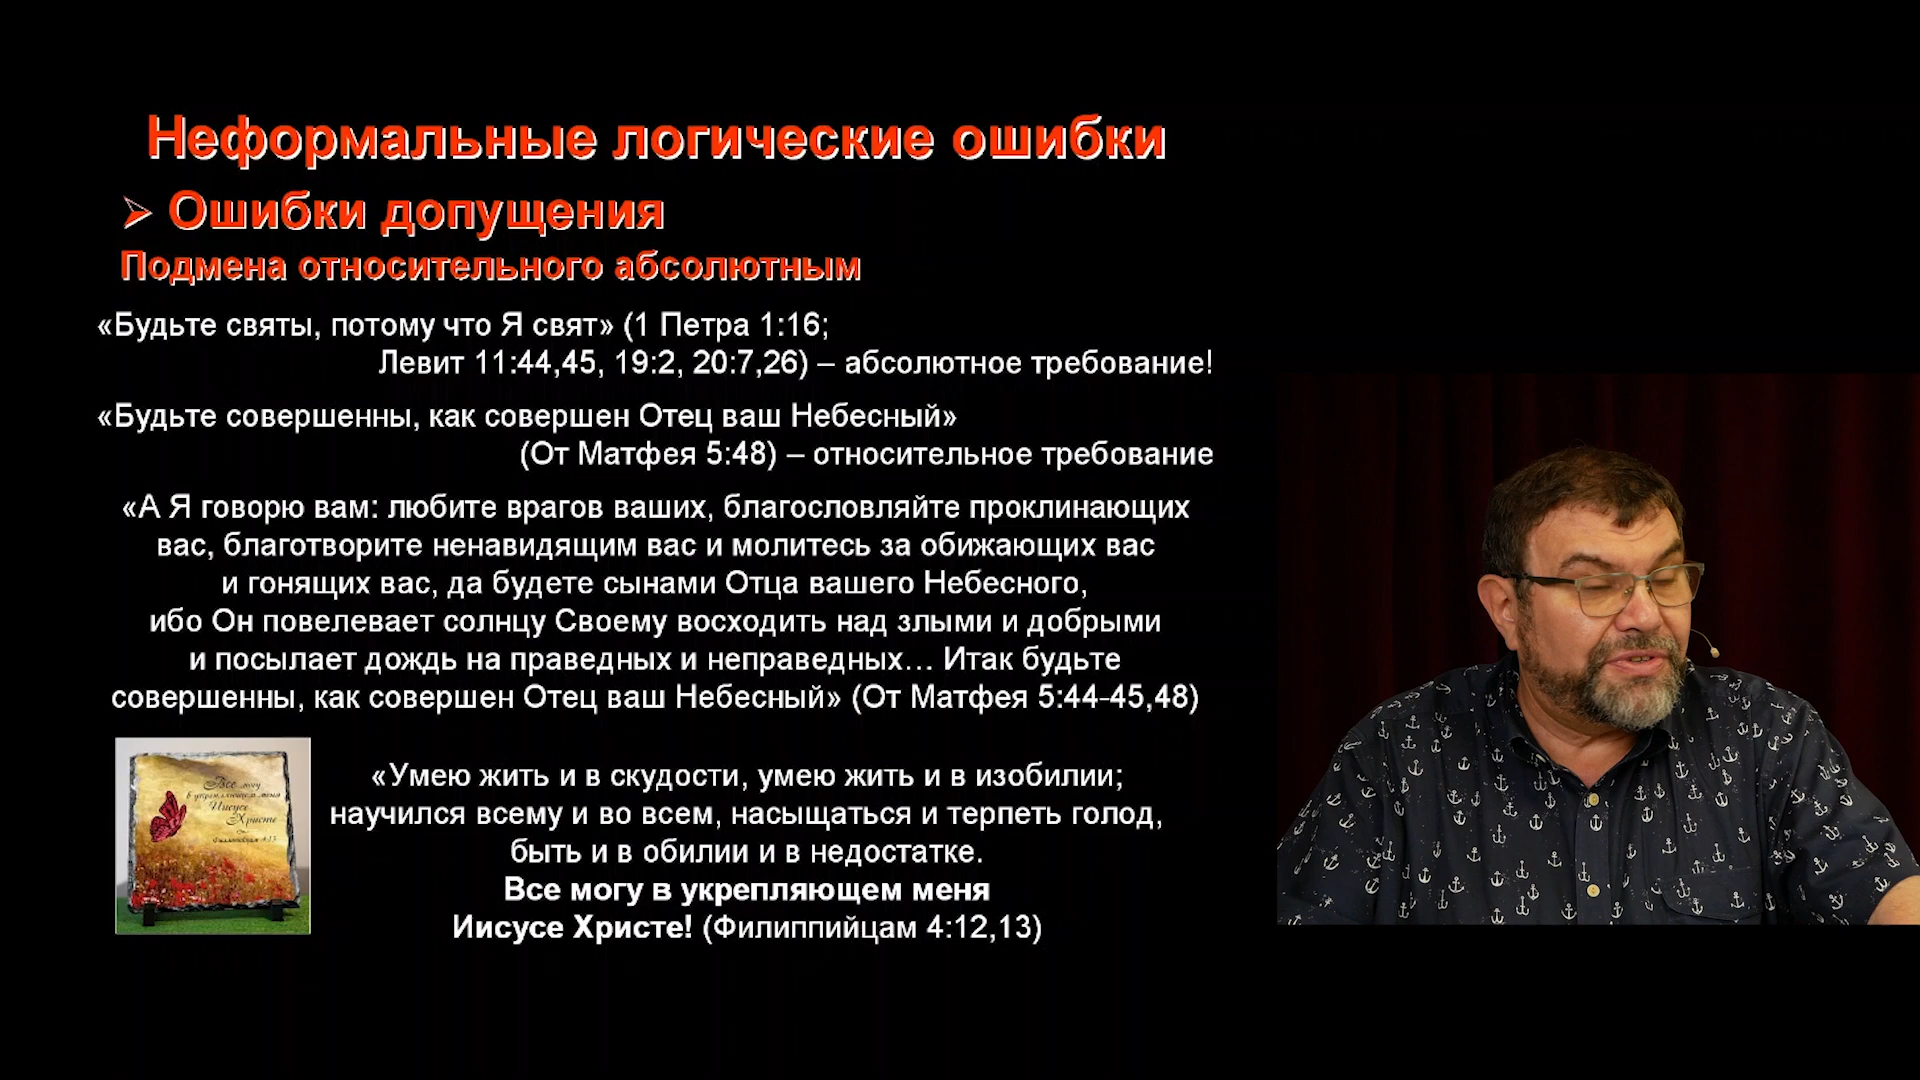 Неформальные логические ошибки
Ошибки допущения
Подмена относительного абсолютным
«Будьте святы, потому что Я свят» (1 Петра 1:16;
Левит 11:44,45, 19:2, 20:7,26) – абсолютное требование!
«Будьте совершенны, как совершен Отец ваш Небесный»
(От Матфея 5:48) – относительное требование
«А Я говорю вам: любите врагов ваших, благословляйте проклинающих
вас, благотворите ненавидящим вас и молитесь за обижающих вас
и гонящих вас, да будете сынами Отца вашего Небесного,
ибо Он повелевает солнцу Своему восходить над злыми и добрыми
и посылает дождь на праведных и неправедных… Итак будьте
совершенны, как совершен Отец ваш Небесный» (От Матфея 5:44-45,48)
Все могу
в укрепляющем меня
Иисусе
Христе
Филиппийцам 4:13
«Умею жить и в скудости, умею жить и в изобилии;
научился всему и во всем, насыщаться и терпеть голод,
быть и в обилии и в недостатке.
Все могу в укрепляющем меня
Иисусе Христе! (Филиппийцам 4:12,13)